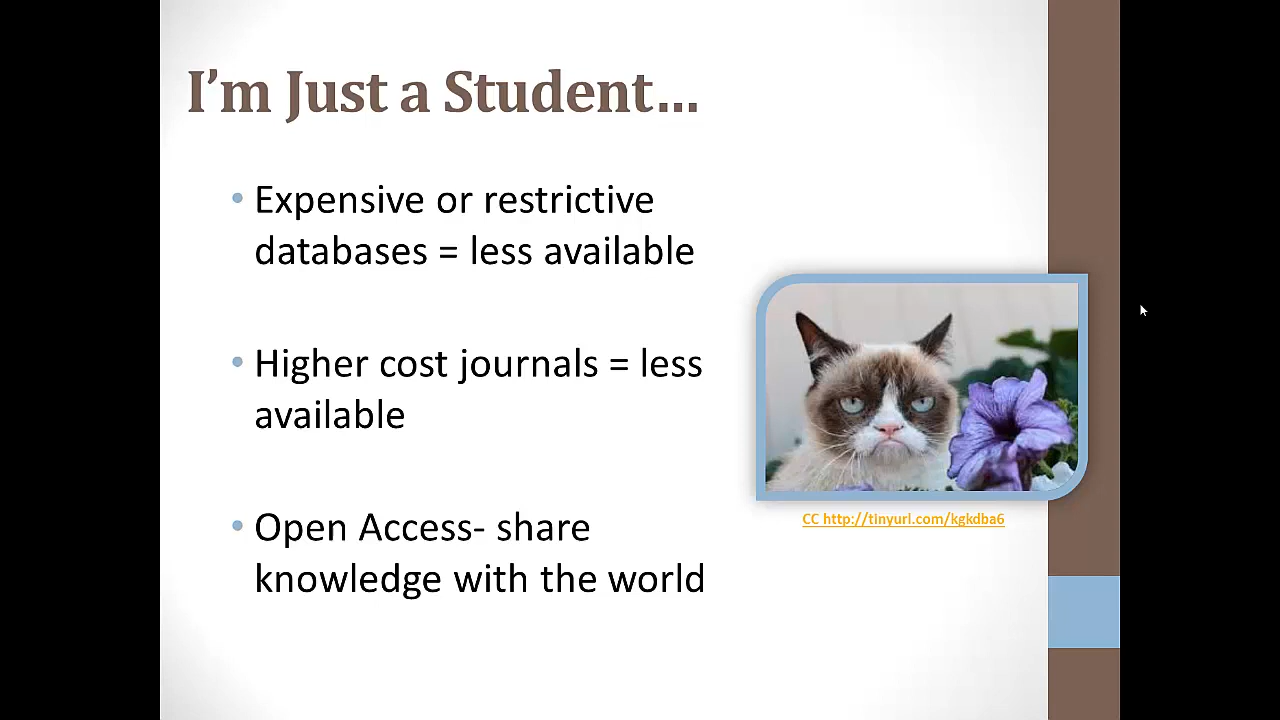 I’m Just a Student…
• Expensive or restrictive
databases = less available
• Higher cost journals = less
available
• Open Access- share
knowledge with the world
CC http://tinyurl.com/kgkdba6